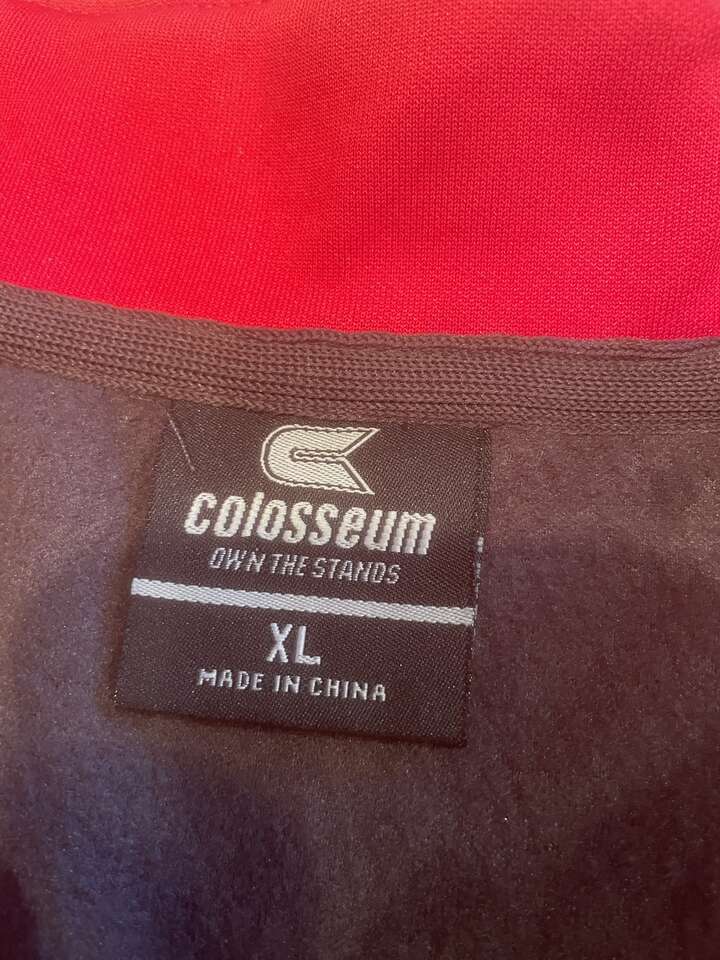 colosseum
OWN THE STANDS
XL
MADE IN CHINA